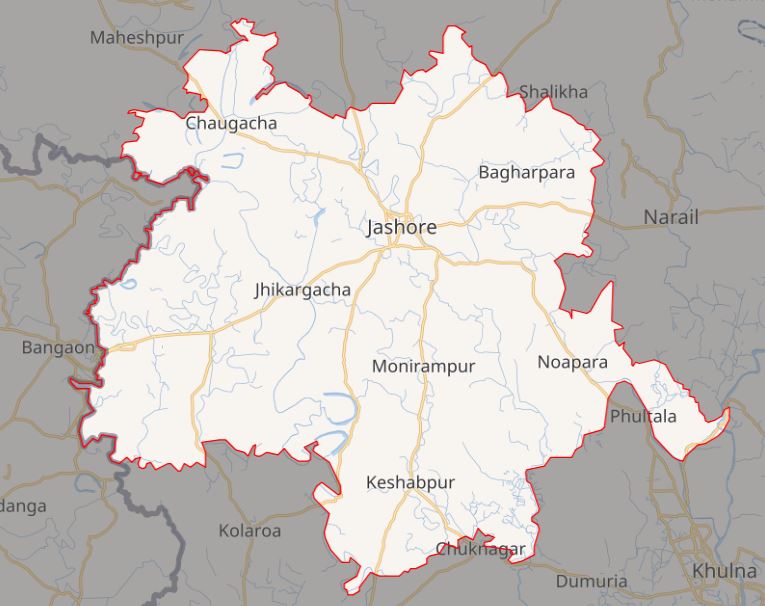 Maheshpur
Shalikha
Chaugacha
Bagharpara
Narail
Jashore
Jhikargacha
Bangaon
Noapara
Monirampur
Phultala
Keshabpur
danga
Kolaroa
Chuknagar
Khulna
Dumuria